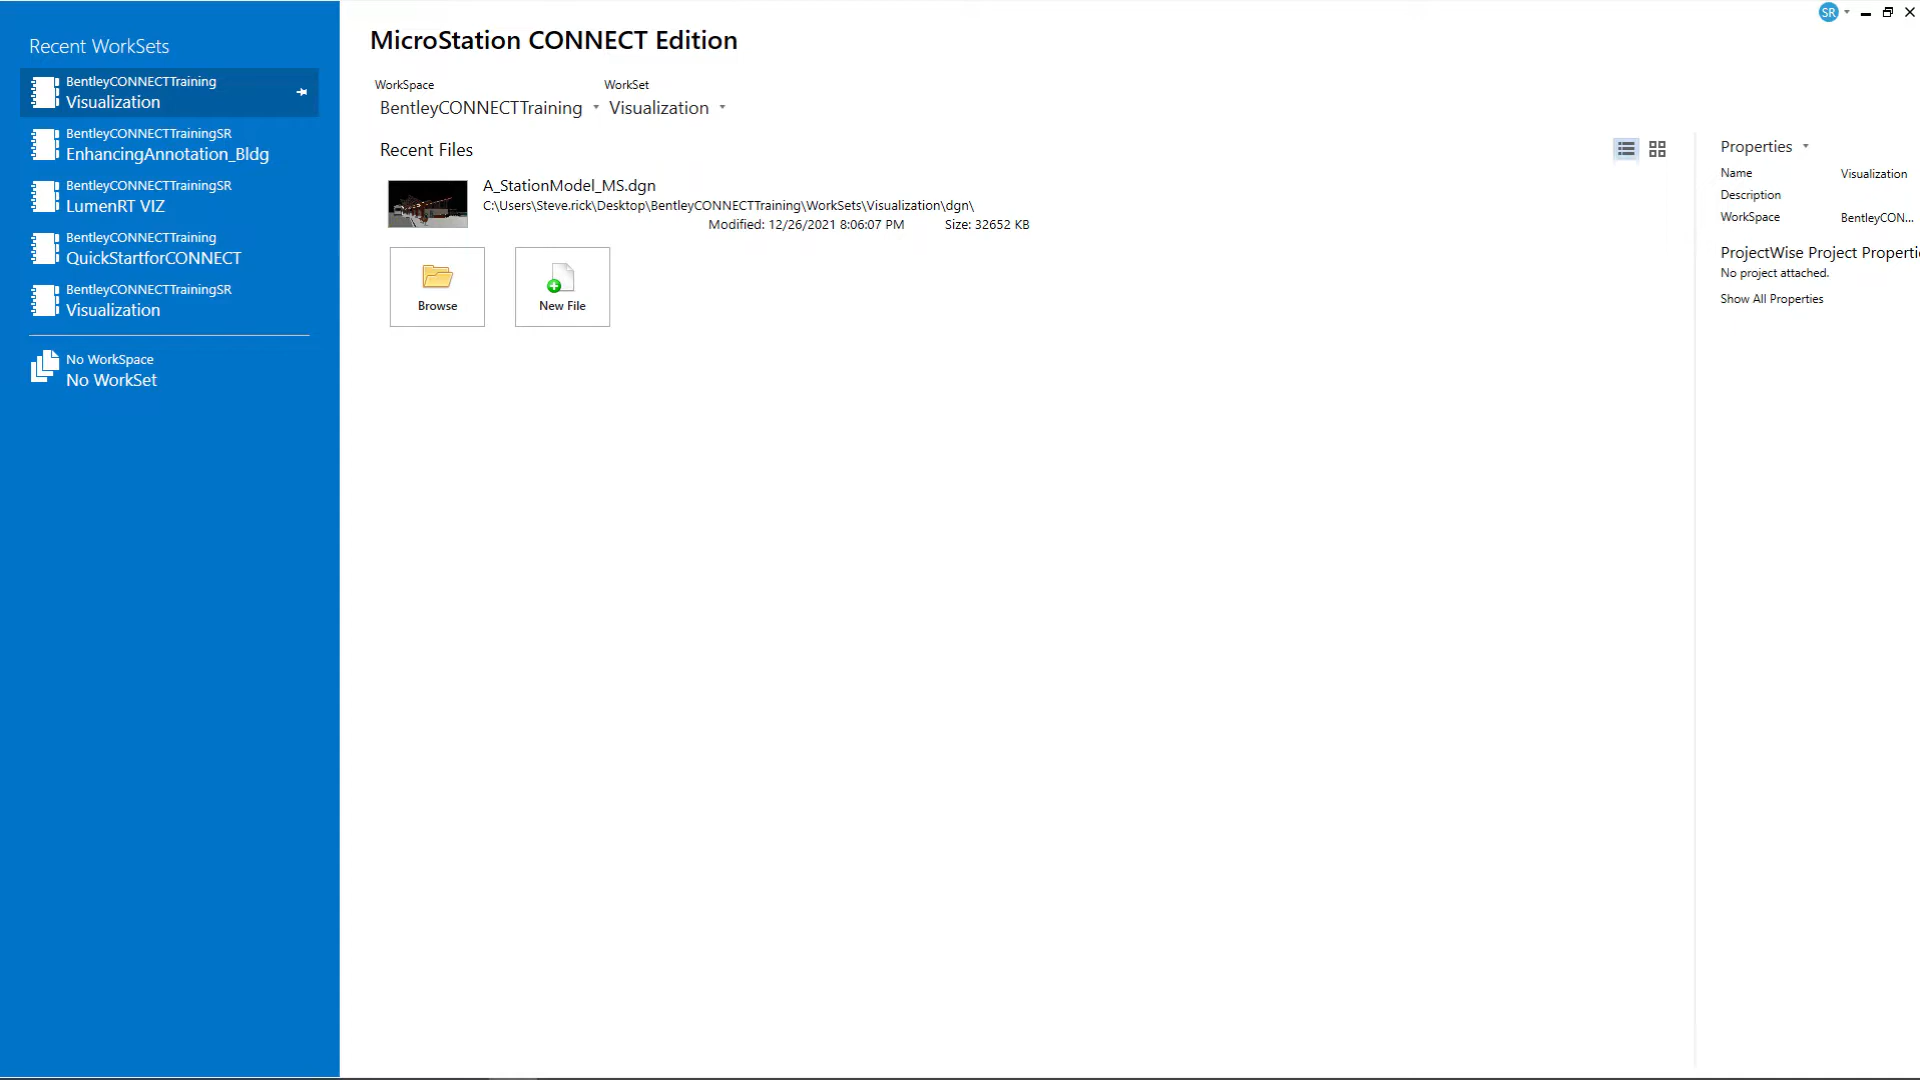 SR
Recent WorkSets
BentleyCONNECTTraining
Visualization
BentleyCONNECTTrainingSR
EnhancingAnnotation_Bldg
BentleyCONNECTTrainingSR
LumenRT VIZ
BentleyCONNECTTraining
QuickStartforCONNECT
BentleyCONNECTTrainingSR
Visualization
No WorkSpace
No WorkSet
MicroStation CONNECT Edition
WorkSpace WorkSet
BentleyCONNECTTraining Visualization
Recent Files
A_StationModel_MS.dgn
C:\Users\Steve.rick\Desktop\BentleyCONNECTTraining\WorkSets\Visualization\dgn\
Modified: 12/26/2021 8:06:07 PM Size: 32652 KB
Browse New File
Properties
Name Visualization
Description
WorkSpace BentleyCON...
ProjectWise Project Properti
No project attached.
Show All Properties